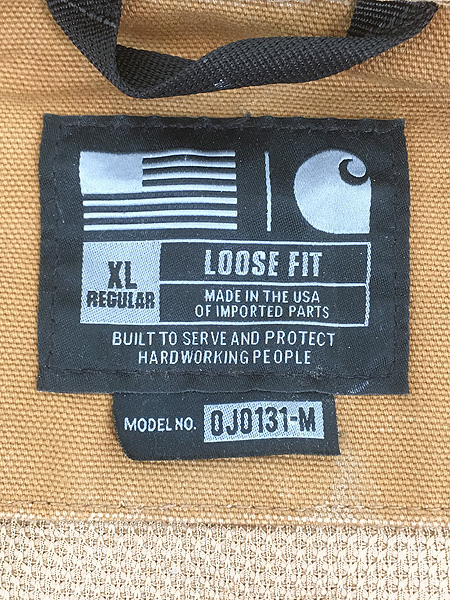 XL
REGULAR
LOOSE FIT
MADE IN THE USA
OF IMPORTED PARTS
BUILT TO SERVE AND PROTECT
HARDWORKING PEOPLE
MODEL NO. 0J0131-M